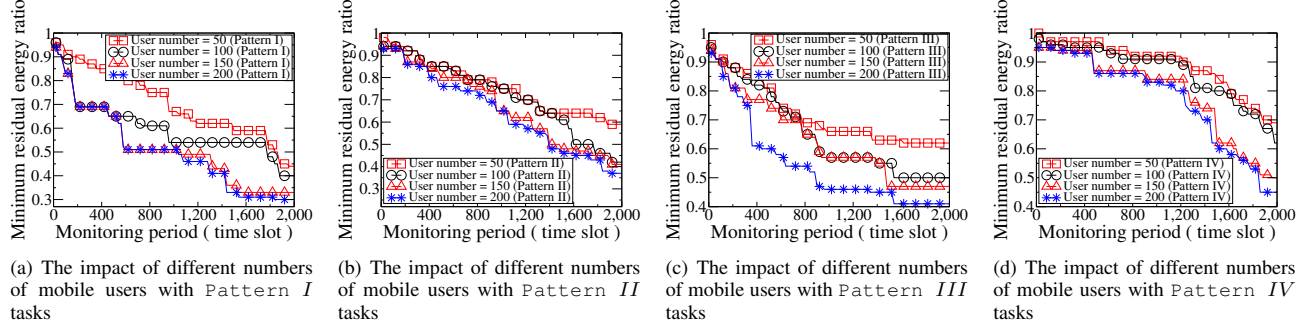 Minimum residual energy ratio
1
0.9
0.8
0.7
0.6
0.5
0.4
0.3
User number = 50 (Pattern I)
User number = 100 (Pattern I)
User number = 150 (Pattern I)
User number = 200 (Pattern I)
0 400 800 1,200 1,600 2,000
Monitoring period ( time slot )
(a) The impact of different numbers
of mobile users with Pattern I
tasks
Minimum residual energy ratio
1
0.9
0.8
0.7
0.6
0.5
0.4
0.3
User number = 50 (Pattern II)
User number = 100 (Pattern II)
User number = 150 (Pattern II)
User number = 200 (Pattern II)
0 400 800 1,200 1,600 2,000
Monitoring period ( time slot )
(b) The impact of different numbers
of mobile users with Pattern II
tasks
Minimum residual energy ratio
1
0.9
0.8
0.7
0.6
0.5
0.4
User number = 50 (Pattern III)
User number = 100 (Pattern III)
User number = 150 (Pattern III)
User number = 200 (Pattern III)
0 400 800 1,200 1,600 2,000
Monitoring period ( time slot )
(c) The impact of different numbers
of mobile users with Pattern III
tasks
Minimum residual energy ratio
1
0.9
0.8
0.7
0.6
0.5
0.4
User number = 50 (Pattern IV)
User number = 100 (Pattern IV)
User number = 150 (Pattern IV)
User number = 200 (Pattern IV)
0 400 800 1,200 1,600 2,000
Monitoring period ( time slot )
(d) The impact of different numbers
of mobile users with Pattern IV
tasks